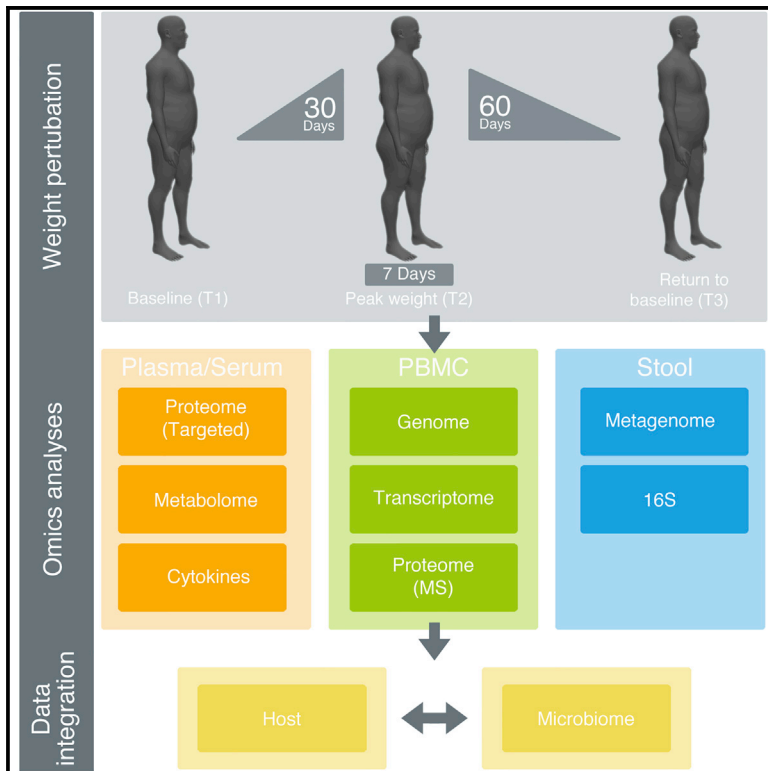 Weight pertubation
30
Days
60
Days
7 Days
Baseline (T1)
Peak weight (T2)
Return to
baseline (T3)
Omics analyses
Plasma/Serum
Proteome
(Targeted)
Metabolome
Cytokines
PBMC
Genome
Transcriptome
Proteome
(MS)
Stool
Metagenome
16S
Data
integration
Host
Microbiome